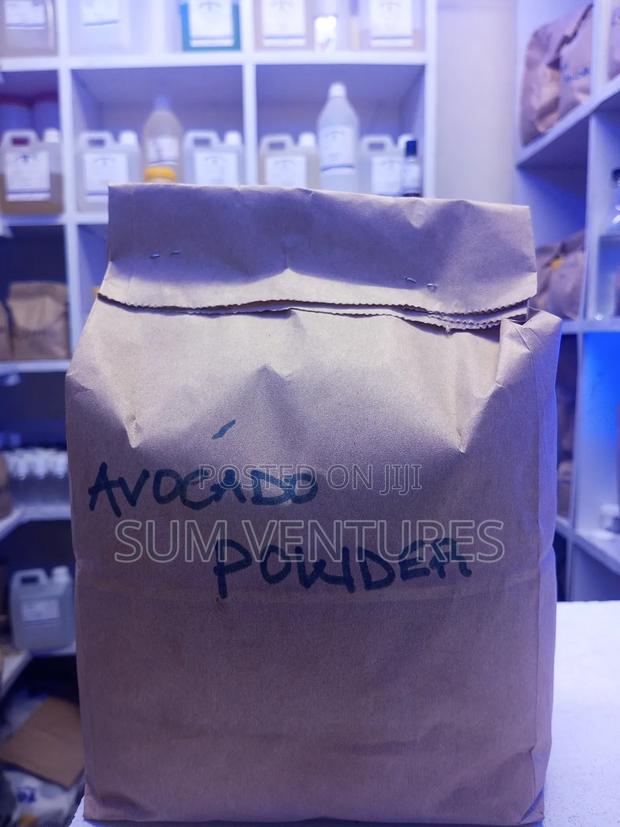 AVOCADO
POSTED ON JIJI
SUM VENTURES
POWDER